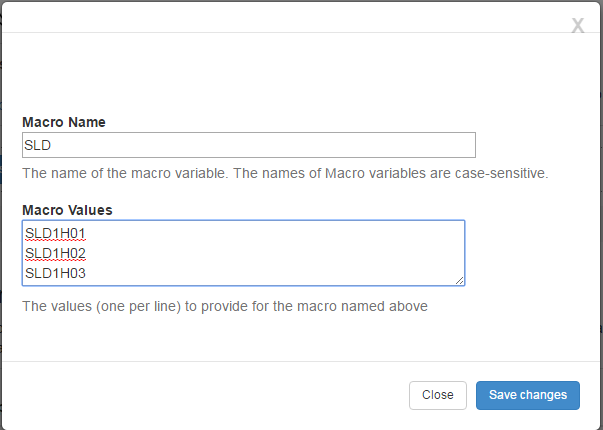 X
Macro Name
SLD
The name of the macro variable. The names of Macro variables are case-sensitive.
Macro Values
SLD1H01
SLD1H02
SLD1H03
The values (one per line) to provide for the macro named above
Close
Save changes